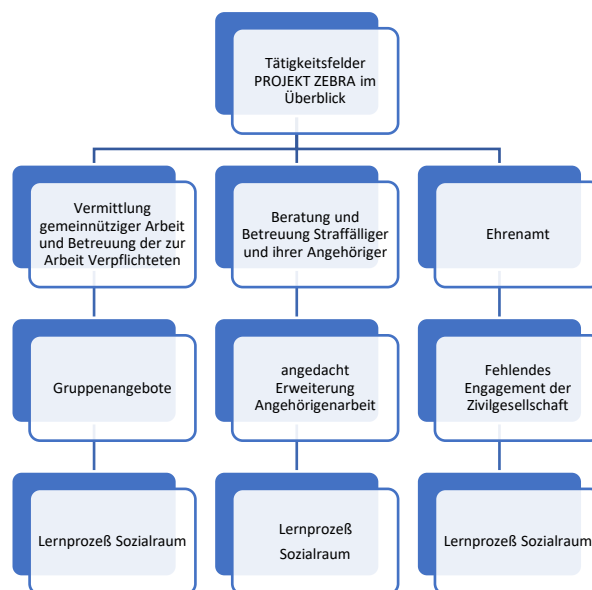 Tätigkeitsfelder
PROJEKT ZEBRA im
Überblick
Vermittlung
gemeinnütziger Arbeit
und Betreuung der zur
Arbeit Verpflichteten
Beratung und
Betreuung Straffälliger
und ihrer Angehöriger
Ehrenamt
Gruppenangebote
angedacht
Erweiterung
Angehörigenarbeit
Fehlendes
Engagement der
Zivilgesellschaft
Lernprozeß Sozialraum
Lernprozeß
Sozialraum
Lernprozeß Sozialraum